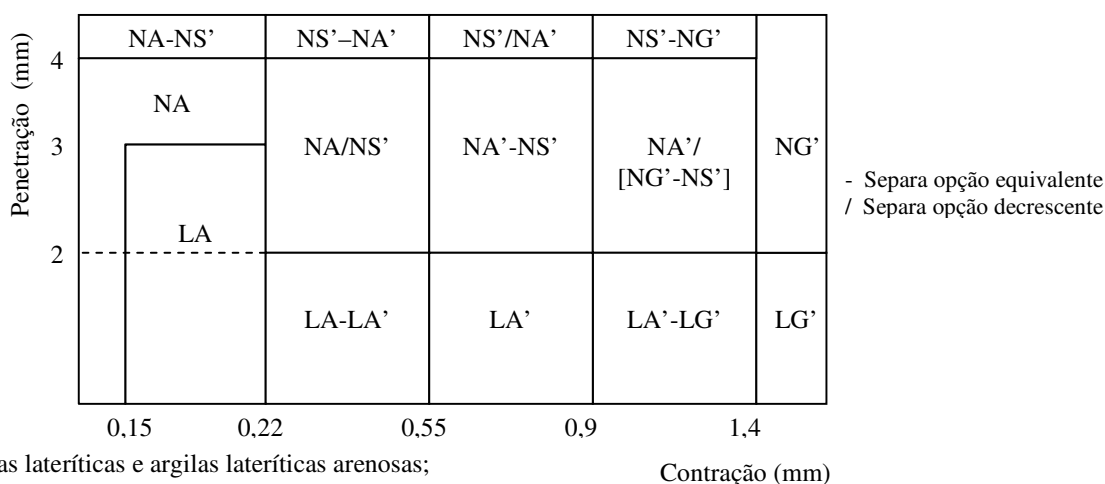 NA-NS’ NS’–NA’ NS’/NA’ NS’-NG’
Penetração (mm)
4
NA
3
NA/NS’ NA’-NS’ NA’/ NG’
[NG’-NS’]
- Separa opção equivalente
/ Separa opção decrescente
LA
2
LA-LA’ LA’ LA’-LG’ LG’
0,15 0,22 0,55 0,9 1,4
as lateríticas e argilas lateríticas arenosas;
Contração (mm)